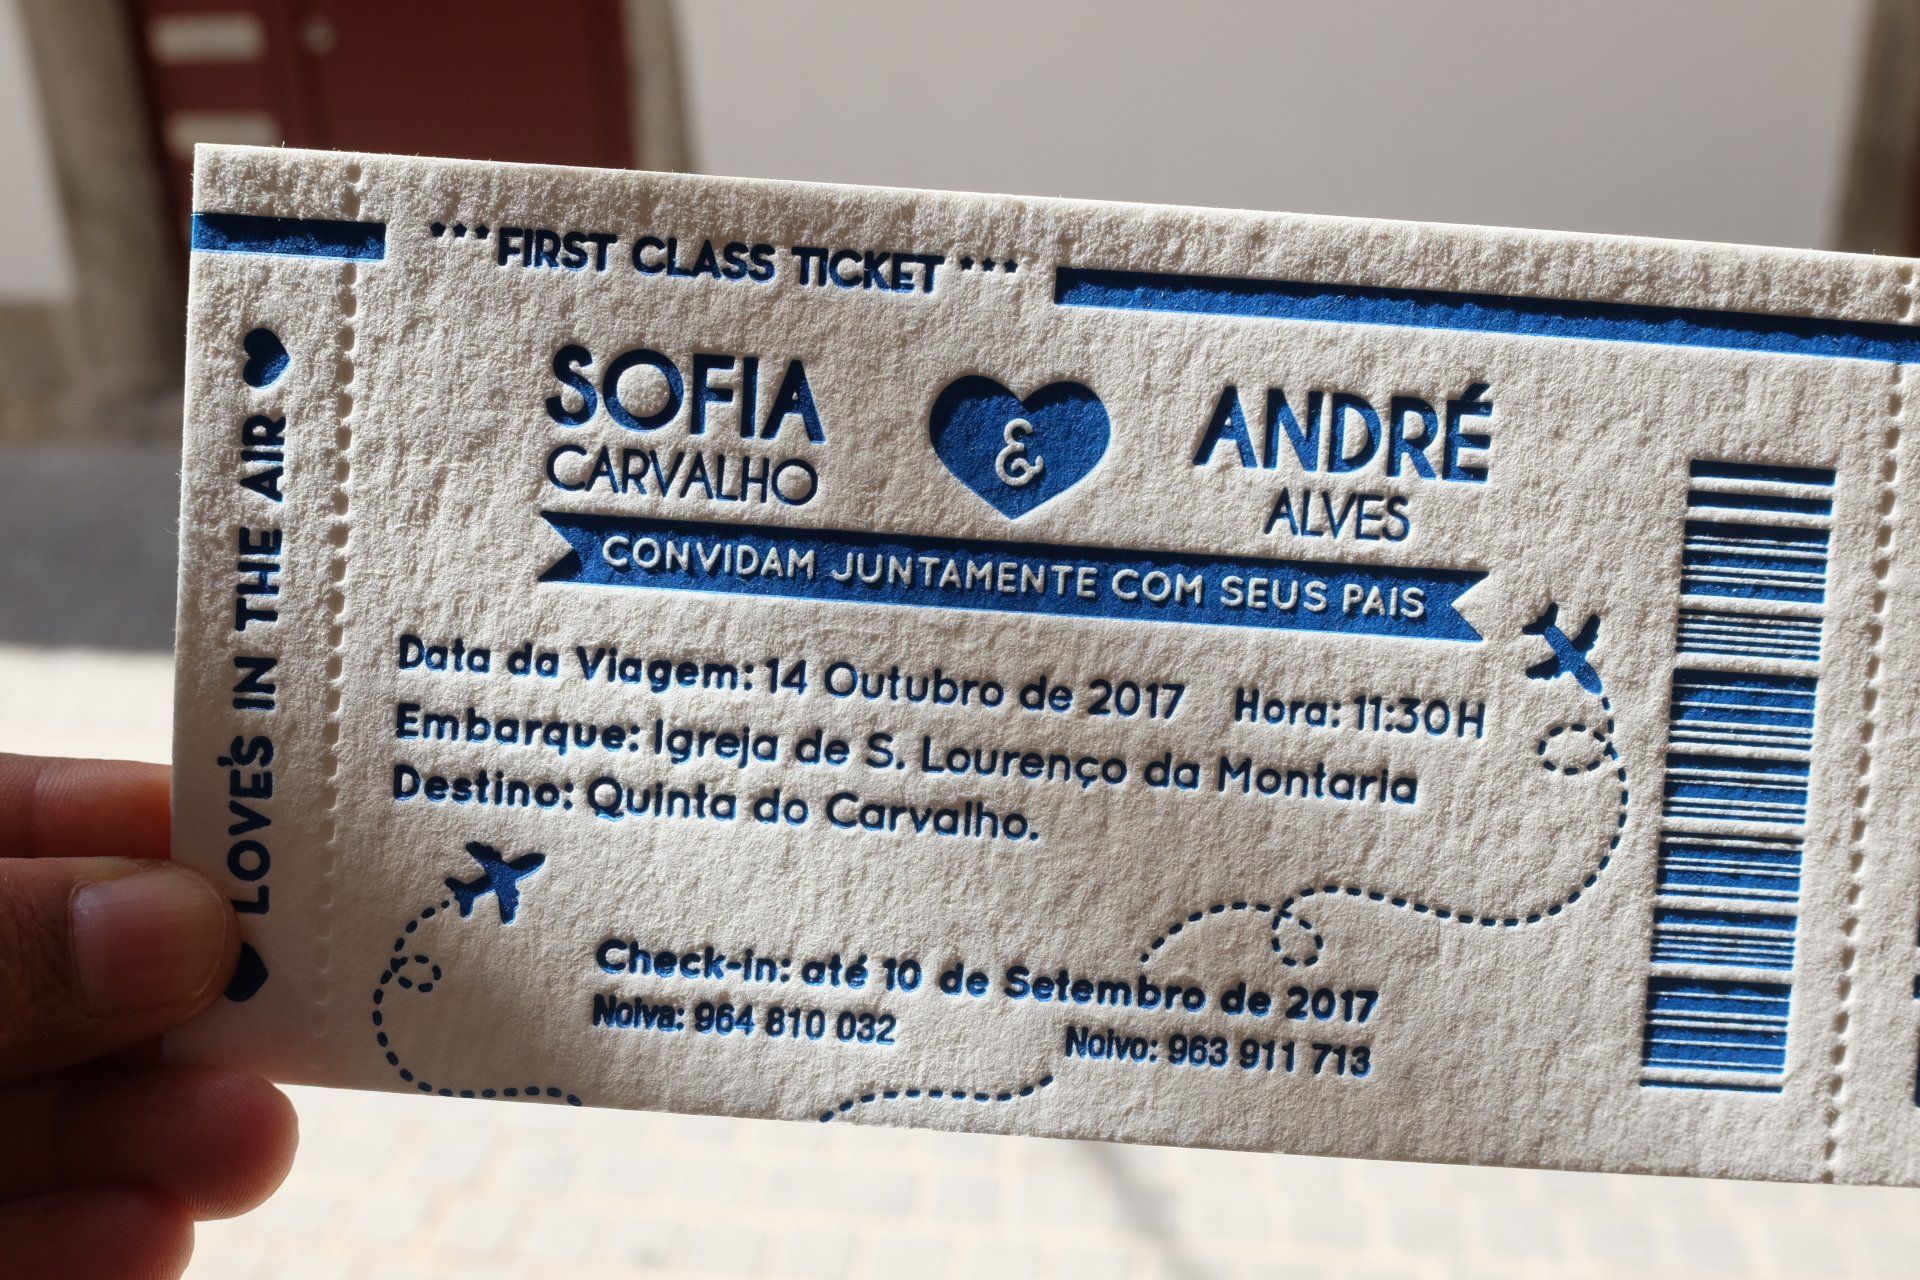 ♥ LOVE'S IN THE AIR ♥
***FIRST CLASS TICKET***
SOFIA & ANDRÉ
CARVALHO ALVES
CONVIDAM JUNTAMENTE COM SEUS PAIS
Data da Viagem: 14 Outubro de 2017 Hora: 11:30H
Embarque: Igreja de S. Lourenço da Montaria
Destino: Quinta do Carvalho.
Check-in: até 10 de Setembro de 2017
Noiva: 964 810 032 Noivo: 963 911 713